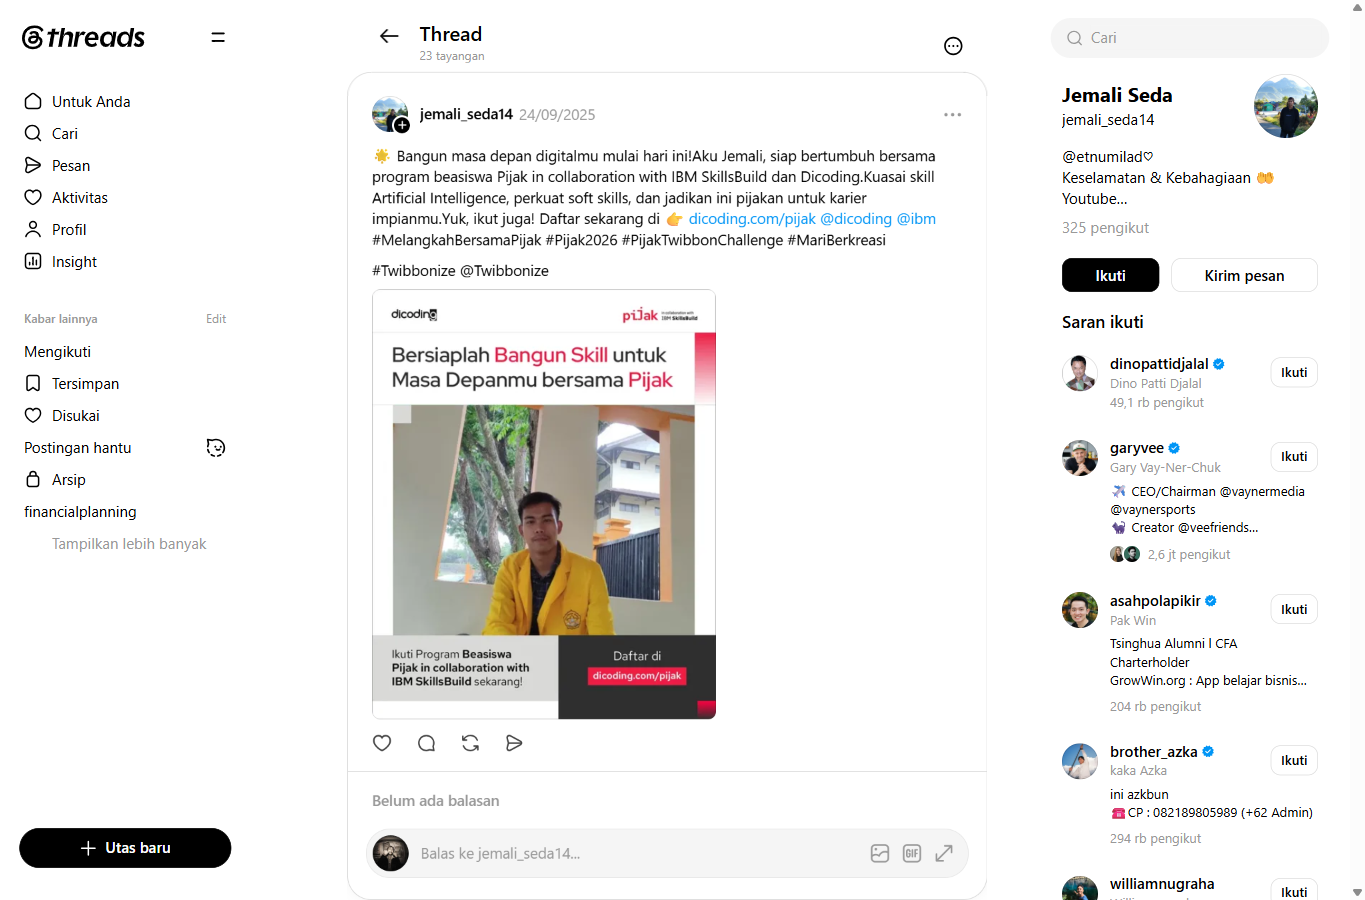 threads
Untuk Anda
Cari
Pesan
Aktivitas
Profil
Insight
Kabar lainnya
Edit
Mengikuti
Tersimpan
Disukai
Postingan hantu
Arsip
financialplanning
Tampilkan lebih banyak
Utas baru
Thread
23 tayangan
jemali_seda14 24/09/2025
🌟 Bangun masa depan digitalmu mulai hari ini!Aku Jemali, siap bertumbuh bersama
program beasiswa Pijak in collaboration with IBM SkillsBuild dan Dicoding.Kuasai skill
Artificial Intelligence, perkuat soft skills, dan jadikan ini pijakan untuk karier
impianmu.Yuk, ikut juga! Daftar sekarang di 👉 dicoding.com/pijak @dicoding @ibm
#MelangkahBersamaPijak #Pijak2026 #PijakTwibbonChallenge #MariBerkreasi
#Twibbonize @Twibbonize
dicoding
pijak
in collaboration with
IBM SkillsBuild
Bersiaplah Bangun Skill untuk
Masa Depanmu bersama Pijak
Ikuti Program Beasiswa
Pijak in collaboration with
IBM SkillsBuild sekarang!
Daftar di
dicoding.com/pijak
Belum ada balasan
Balas ke jemali_seda14...
GIF
Cari
Jemali Seda
jemali_seda14
@etnumilad♡
Keselamatan & Kebahagiaan 🤲
Youtube...
325 pengikut
Ikuti
Kirim pesan
Saran ikuti
dinopattidjalal
Dino Patti Djalal
49,1 rb pengikut
Ikuti
garyvee
Gary Vay-Ner-Chuk
Ikuti
✈️ CEO/Chairman @vaynermedia
@vaynersports
🐈‍⬛ Creator @veefriends...
2,6 jt pengikut
asahpolapikir
Pak Win
Ikuti
Tsinghua Alumni l CFA
Charterholder
GrowWin.org : App belajar bisnis...
204 rb pengikut
brother_azka
kaka Azka
Ikuti
ini azkbun
☎️CP : 082189805989 (+62 Admin)
294 rb pengikut
williamnugraha
Ikuti